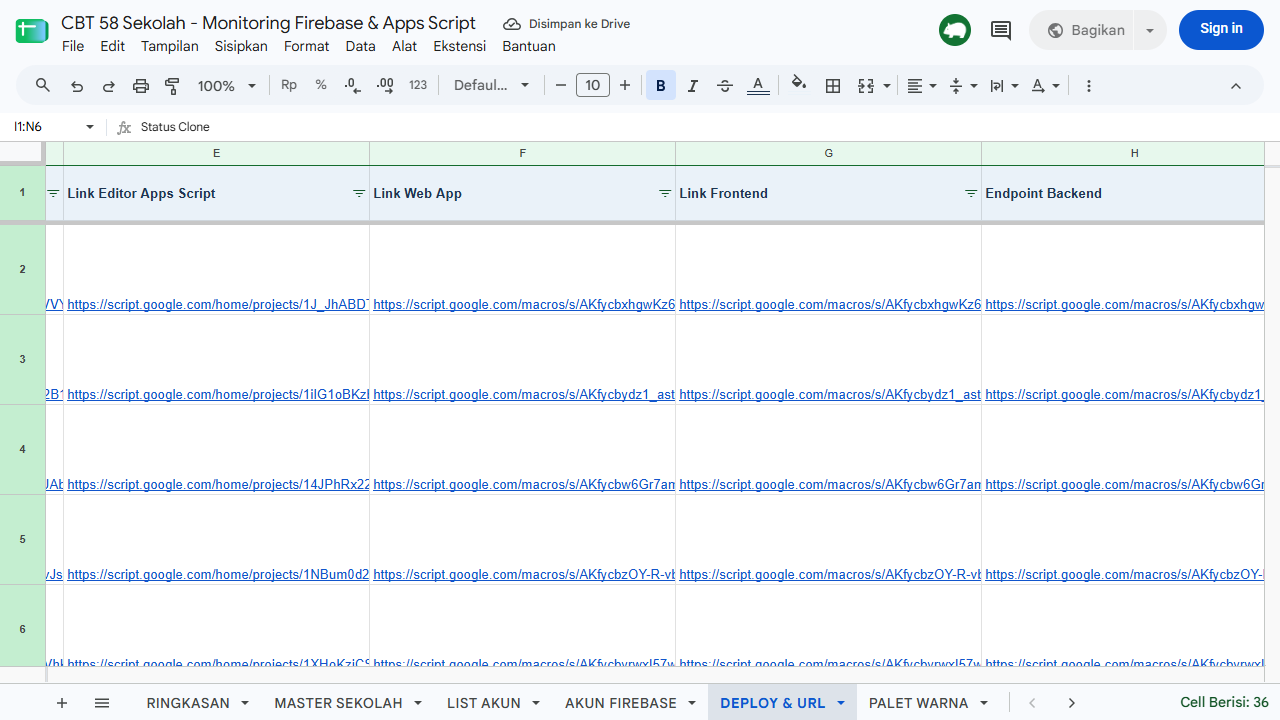 CBT 58 Sekolah - Monitoring Firebase & Apps Script
Disimpan ke Drive
File Edit Tampilan Sisipkan Format Data Alat Ekstensi Bantuan
Bagikan
Sign in
100% Rp % .0 .00 123 Defaul... 10 B I A
I1:N6
Status Clone
E F G H
1 Link Editor Apps Script Link Web App Link Frontend Endpoint Backend
2 https://script.google.com/home/projects/1J_JhABD https://script.google.com/macros/s/AKfycbxhgwKz6 https://script.google.com/macros/s/AKfycbxhgwKz6 https://script.google.com/macros/s/AKfycbxhgw
3 2B1 https://script.google.com/home/projects/1iIG1oBKz https://script.google.com/macros/s/AKfycbydz1_ast https://script.google.com/macros/s/AKfycbydz1_ast https://script.google.com/macros/s/AKfycbydz1_
4 https://script.google.com/home/projects/14JPhRx22 https://script.google.com/macros/s/AKfycbw6Gr7am https://script.google.com/macros/s/AKfycbw6Gr7am https://script.google.com/macros/s/AKfycbw6Gr
5 https://script.google.com/home/projects/1NBum0d2 https://script.google.com/macros/s/AKfycbzOY-R-vb https://script.google.com/macros/s/AKfycbzOY-R-vb https://script.google.com/macros/s/AKfycbzOY-
6
RINGKASAN MASTER SEKOLAH LIST AKUN AKUN FIREBASE DEPLOY & URL PALET WARNA Cell Berisi: 36